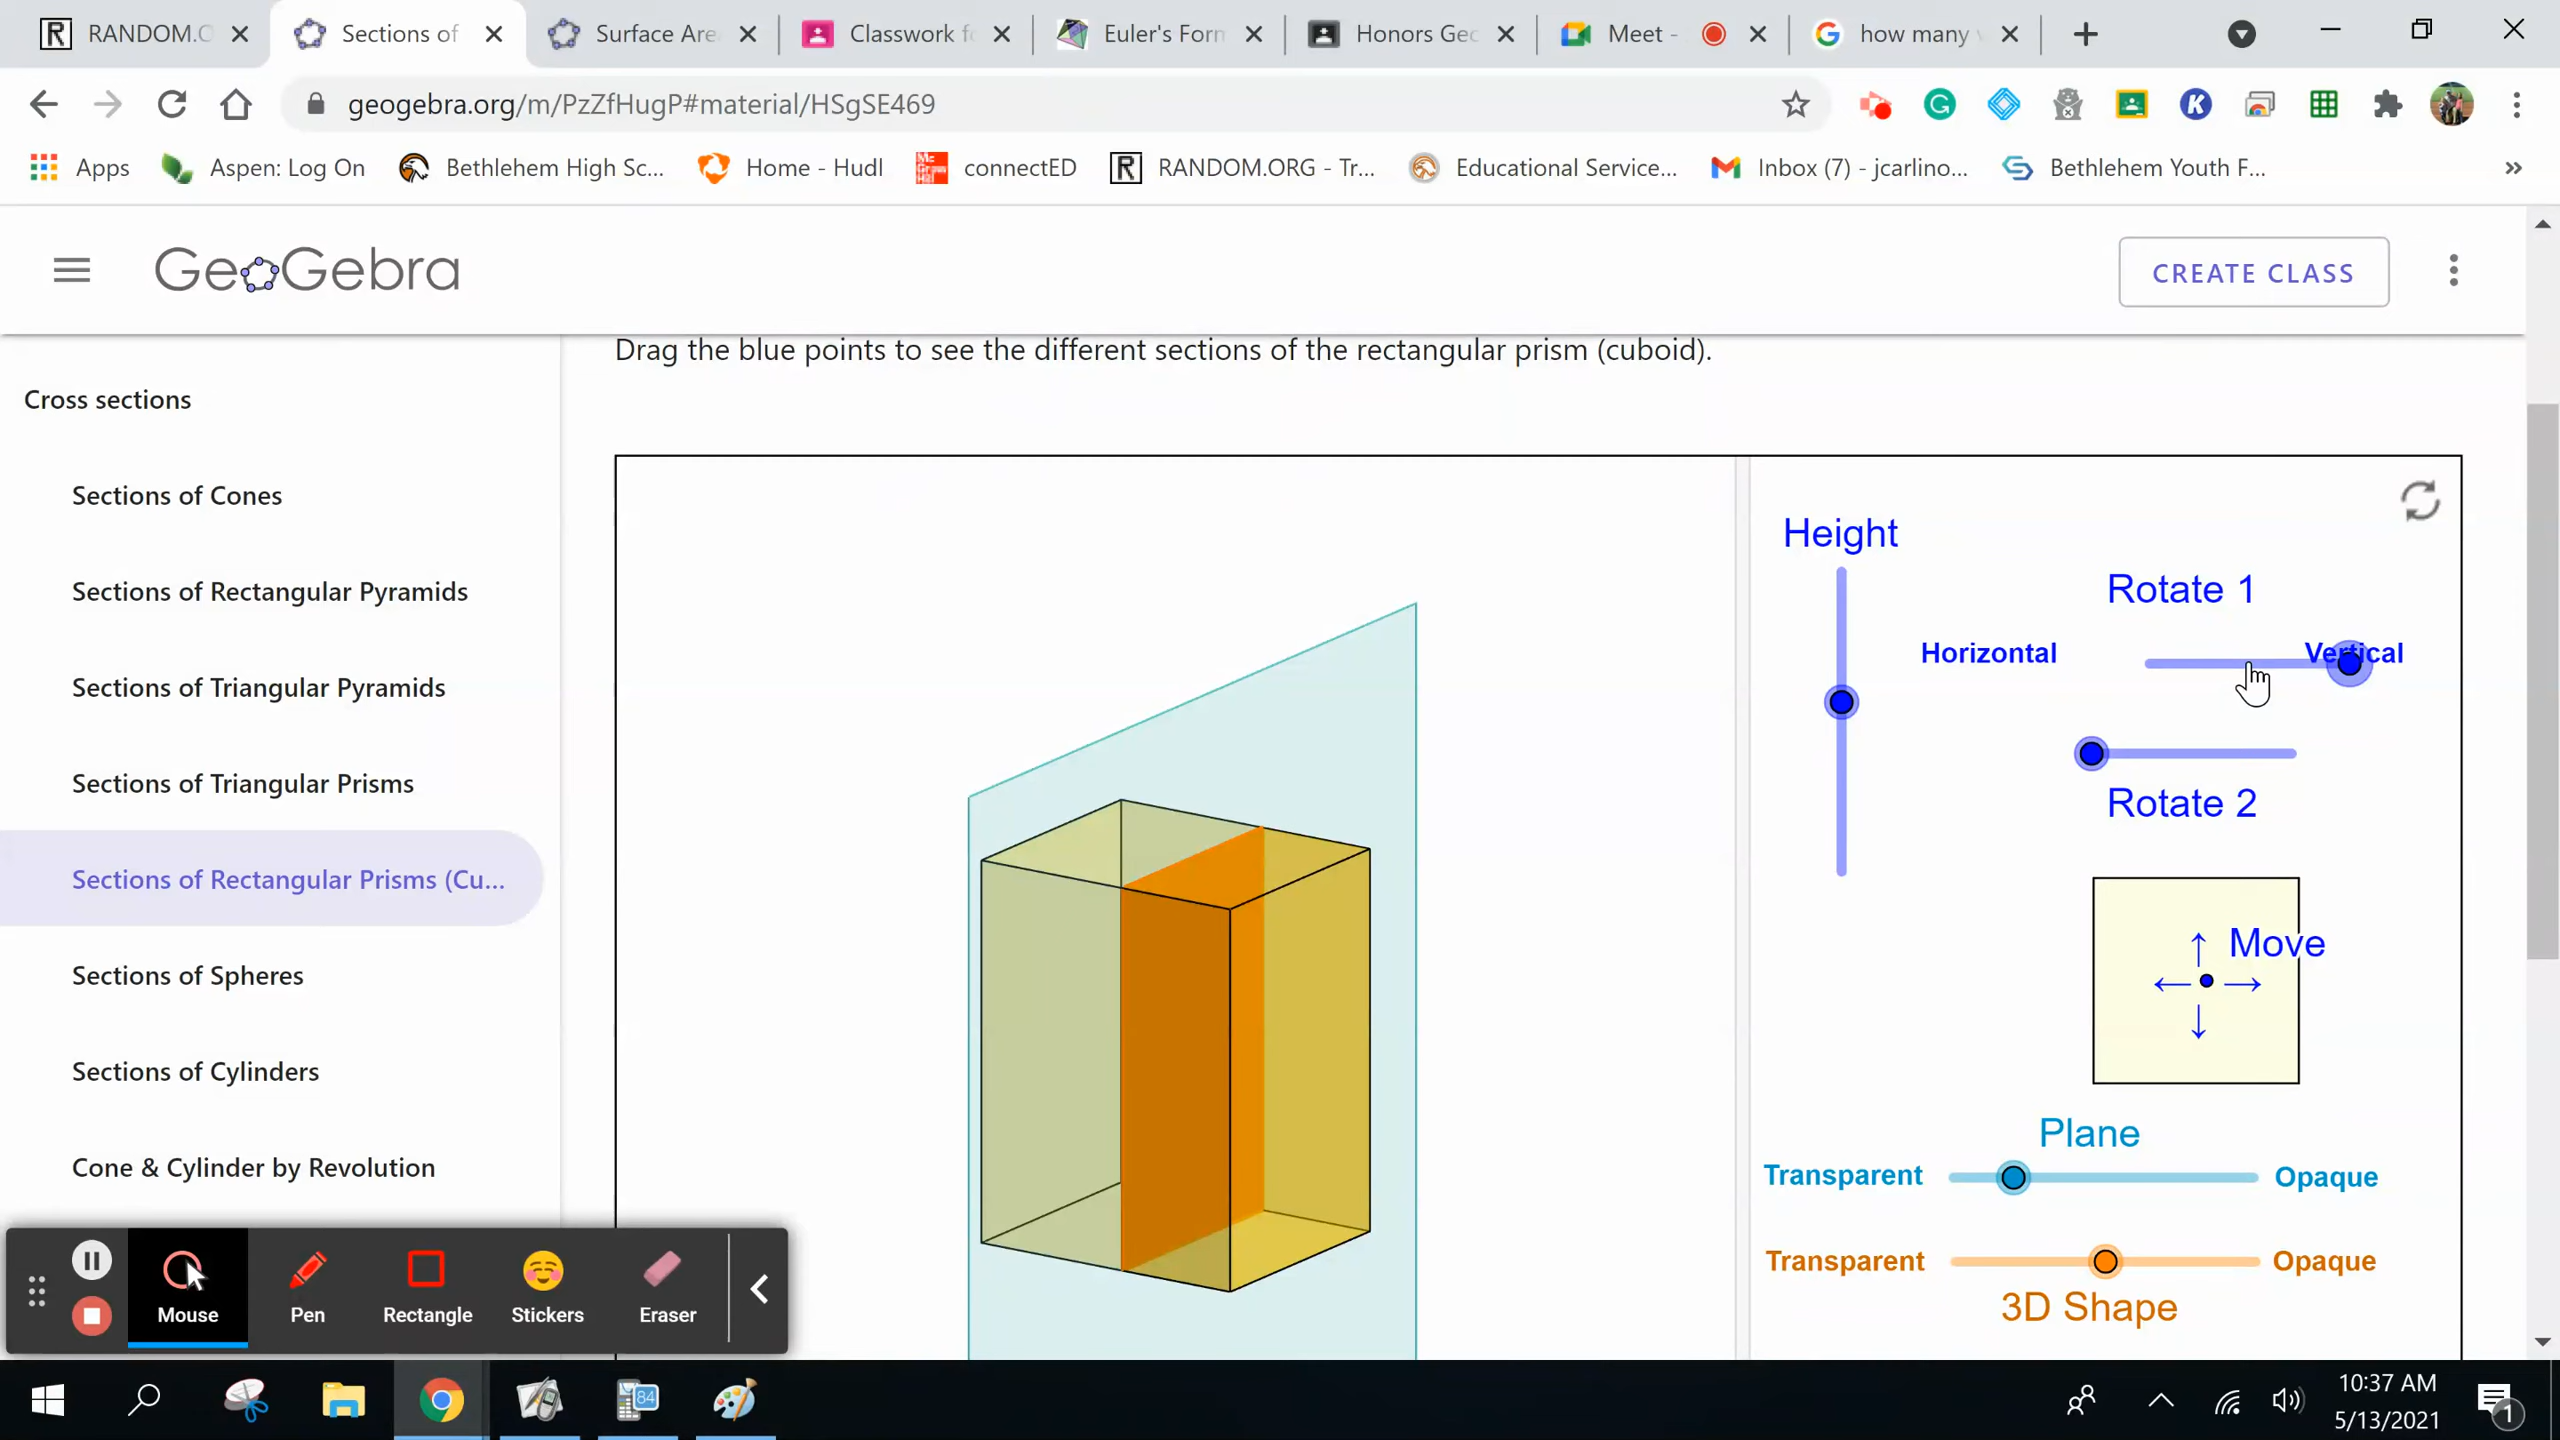 RANDOM.O
Sections of
Surface Are
Classwork fo
Euler's Form
Honors Geo
Meet -
how many
geogebra.org/m/PzZfHugP#material/HSgSE469
Apps
Aspen: Log On
Bethlehem High Sc...
Home - Hudl
connectED
RANDOM.ORG - Tr...
Educational Service...
Inbox (7) - jcarlino...
Bethlehem Youth F...
GeoGebra
CREATE CLASS
Drag the blue points to see the different sections of the rectangular prism (cuboid).
Cross sections
Sections of Cones
Sections of Rectangular Pyramids
Sections of Triangular Pyramids
Sections of Triangular Prisms
Sections of Rectangular Prisms (Cu...
Sections of Spheres
Sections of Cylinders
Cone & Cylinder by Revolution
Height
Rotate 1
Horizontal
Vertical
Rotate 2
Move
Plane
Transparent
Opaque
Transparent
Opaque
3D Shape
Mouse
Pen
Rectangle
Stickers
Eraser
84
10:37 AM
5/13/2021
1